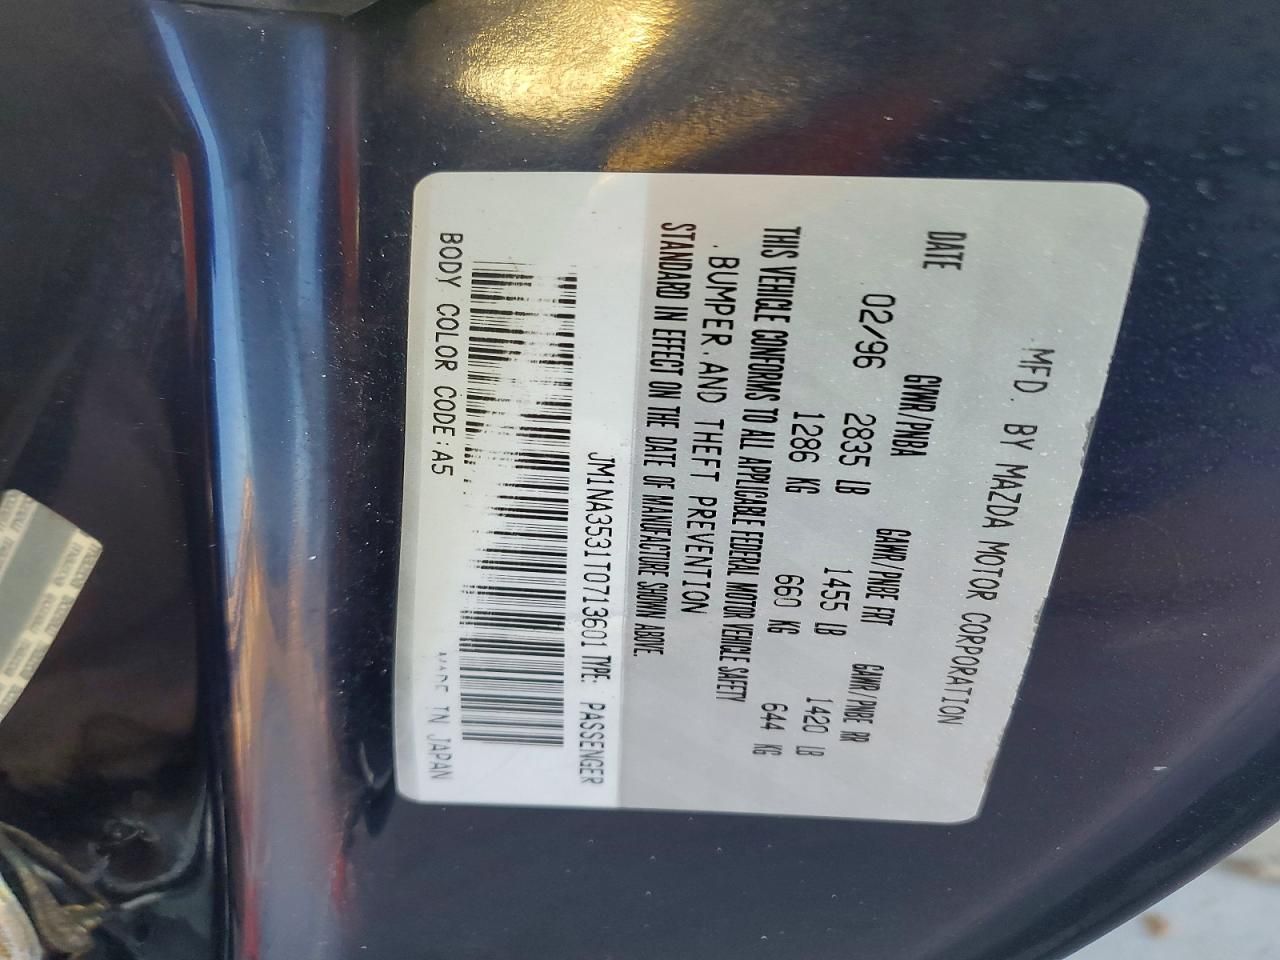 MFD. BY MAZDA MOTOR CORPORATION
DATE GWR/PNBA GAWR/PNBE FRT GAWR/PNBE RR
02/96 2835 LB 1455 LB 1420 LB
1286 KG 660 KG 644 KG
THIS VEHICLE CONFORMS TO ALL APPLICABLE FEDERAL MOTOR VEHICLE SAFETY
, BUMPER, AND THEFT PREVENTION
STANDARD IN EFFECT ON THE DATE OF MANUFACTURE SHOWN ABOVE.
JM1NA3531T0713601 TYPE: PASSENGER
BODY COLOR CODE:A5 MADE IN JAPAN